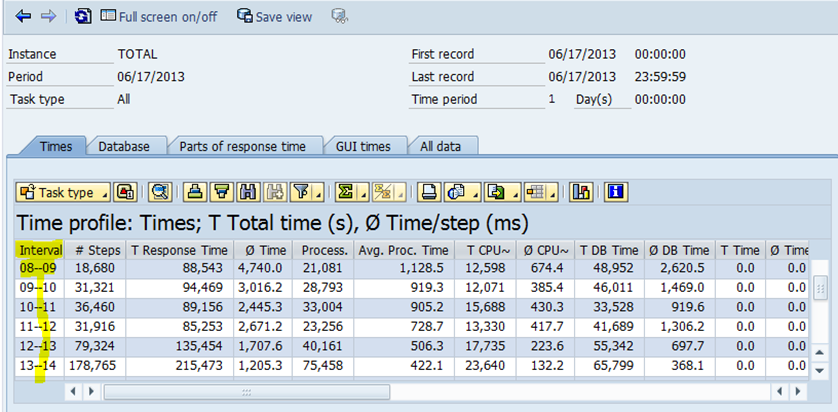 Full screen on/off Save view
Instance TOTAL First record 06/17/2013 00:00:00
Period 06/17/2013 Last record 06/17/2013 23:59:59
Task type All Time period 1 Day(s) 00:00:00
Times Database Parts of response time GUI times All data
Task type
Time profile: Times; T Total time (s), Ø Time/step (ms)
Interval # Steps T Response Time Ø Time Process. Avg. Proc. Time T CPU~ Ø CPU~ T DB Time Ø DB Time T Time Ø Time
08--09 18,680 88,543 4,740.0 21,081 1,128.5 12,598 674.4 48,952 2,620.5 0.0 0.0
09--10 31,321 94,469 3,016.2 28,793 919.3 12,071 385.4 46,011 1,469.0 0.0 0.0
10--11 36,460 89,156 2,445.3 33,004 905.2 15,688 430.3 33,528 919.6 0.0 0.0
11--12 31,916 85,253 2,671.2 23,256 728.7 13,330 417.7 41,689 1,306.2 0.0 0.0
12--13 79,324 135,454 1,707.6 40,161 506.3 17,735 223.6 55,342 697.7 0.0 0.0
13--14 178,765 215,473 1,205.3 75,458 422.1 23,640 132.2 65,799 368.1 0.0 0.0